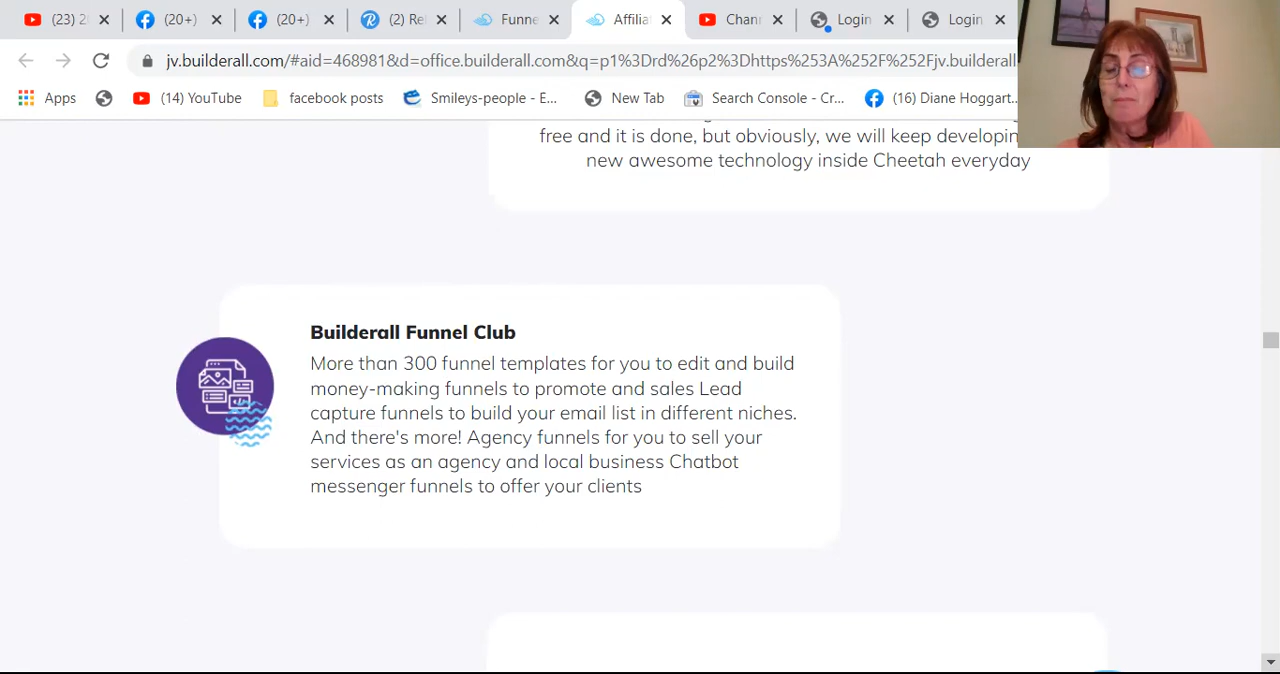 (23) 2
(20+)
(20+)
(2) Re
Funne
Affilia
Chan
Login
Login
jv.builderall.com/#aid=468981&d=office.builderall.com&q=p1%3Drd%26p2%3Dhttps%253A%252F%252Fjv.builderall
Apps
(14) YouTube
facebook posts
Smileys-people - E...
New Tab
Search Console - Cr...
(16) Diane Hoggart...
free and it is done, but obviously, we will keep developin
new awesome technology inside Cheetah everyday
Builderall Funnel Club
More than 300 funnel templates for you to edit and build
money-making funnels to promote and sales Lead
capture funnels to build your email list in different niches.
And there's more! Agency funnels for you to sell your
services as an agency and local business Chatbot
messenger funnels to offer your clients